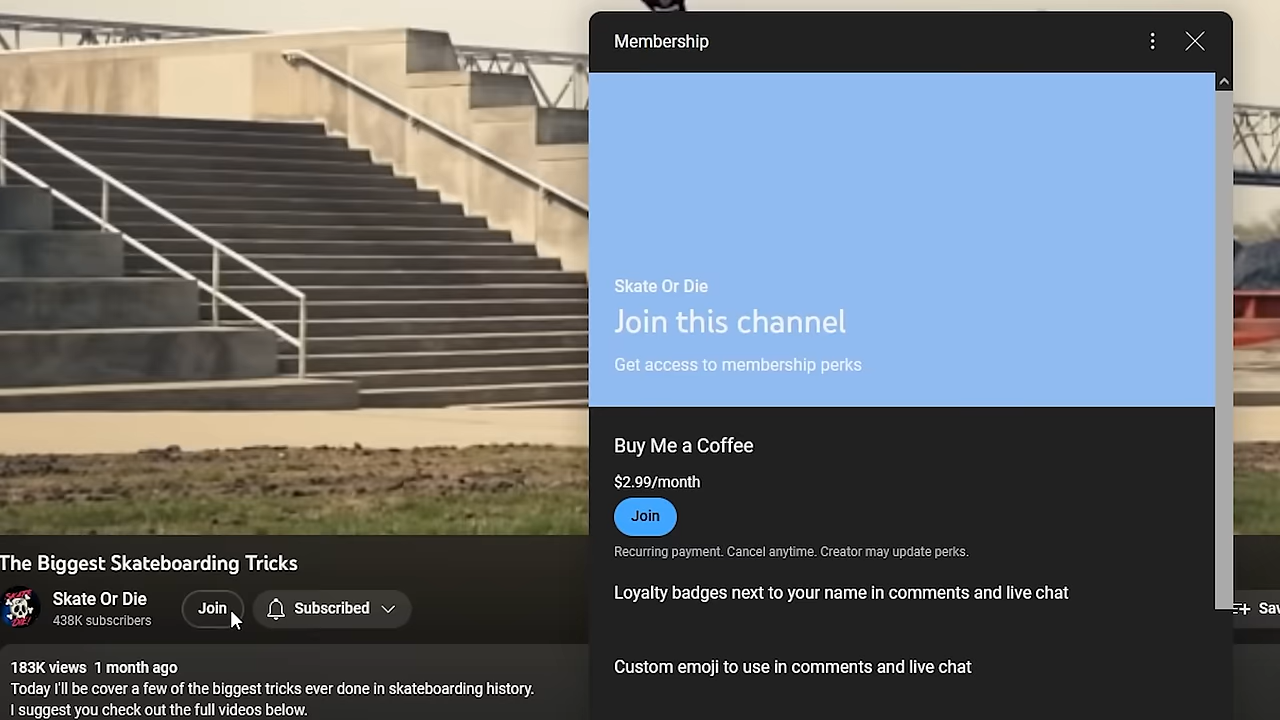 Membership
Skate Or Die
Join this channel
Get access to membership perks
Buy Me a Coffee
$2.99/month
Join
Recurring payment. Cancel anytime. Creator may update perks.
Loyalty badges next to your name in comments and live chat
Custom emoji to use in comments and live chat
The Biggest Skateboarding Tricks
Skate Or Die
438K subscribers
Join
Subscribed
183K views 1 month ago
Today I'll be cover a few of the biggest tricks ever done in skateboarding history.
I suggest you check out the full videos below.